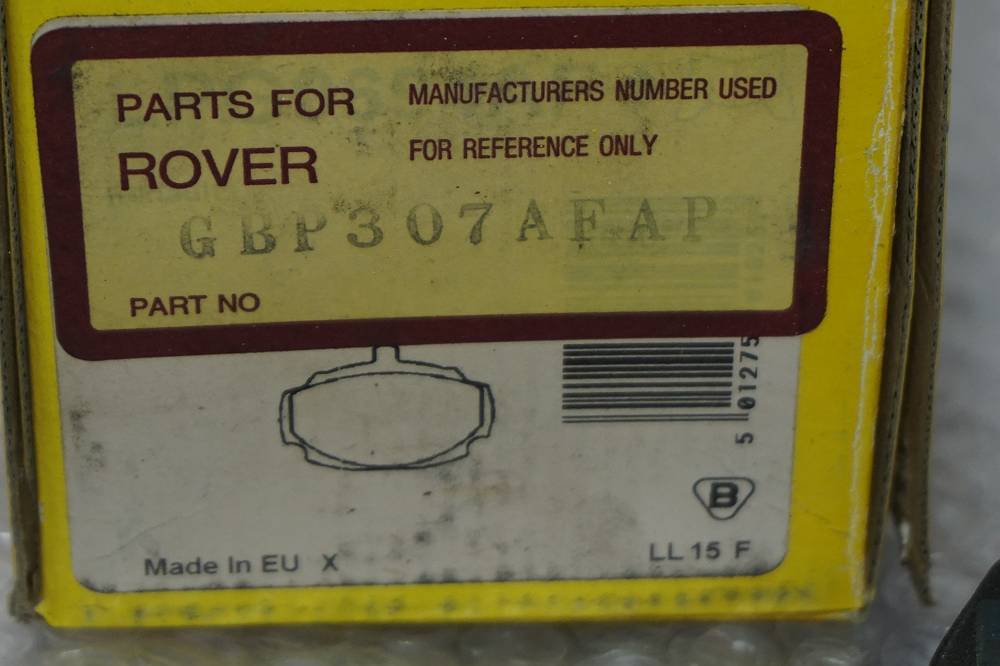 PARTS FOR
ROVER
MANUFACTURERS NUMBER USED
FOR REFERENCE ONLY
GBP307AFAP
PART NO
5 01275
B
Made In EU X
LL 15 F